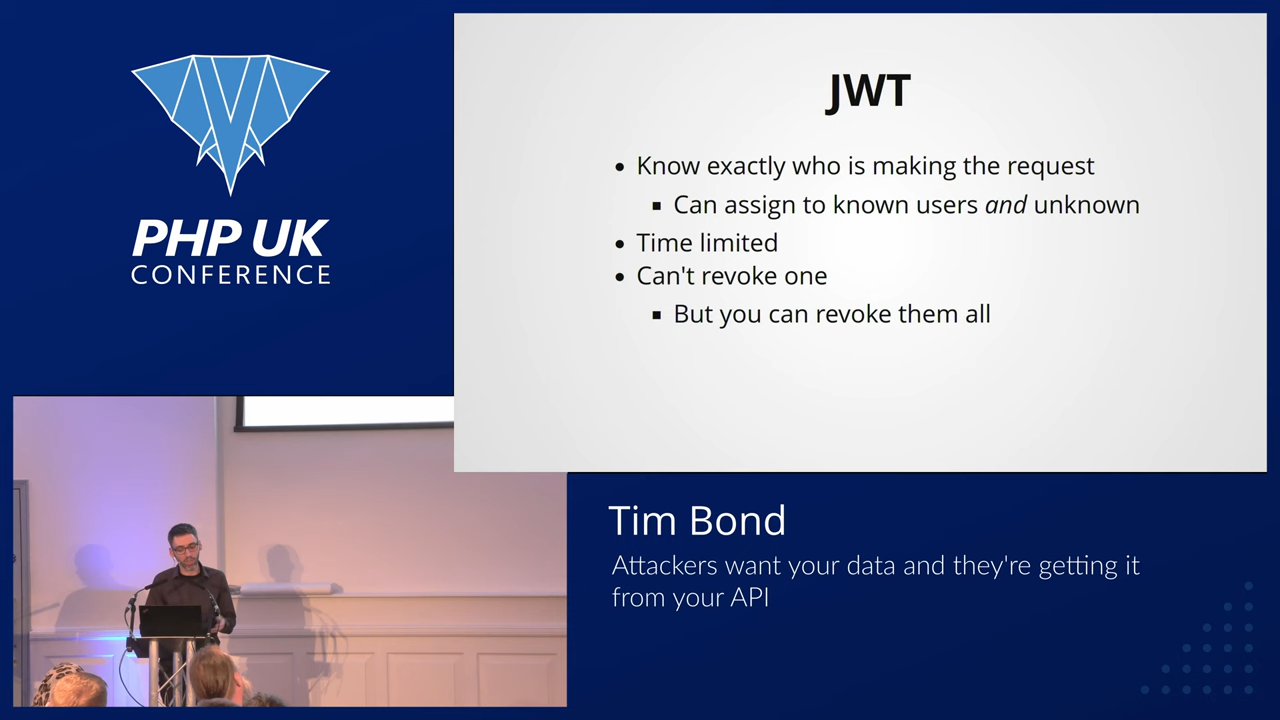 PHP UK
CONFERENCE
JWT
Know exactly who is making the request
Can assign to known users and unknown
Time limited
Can't revoke one
But you can revoke them all
Tim Bond
Attackers want your data and they're getting it
from your API